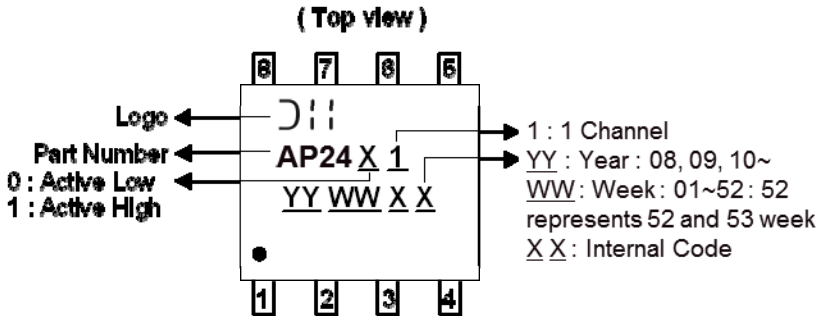 ( Top view )
8 7 6 5
Logo
Part Number
0 : Active Low
1 : Active High
AP24 X 1
YY WW X X
1 : 1 Channel
YY : Year : 08, 09, 10~
WW : Week : 01~52 : 52
represents 52 and 53 week
X X : Internal Code
1 2 3 4